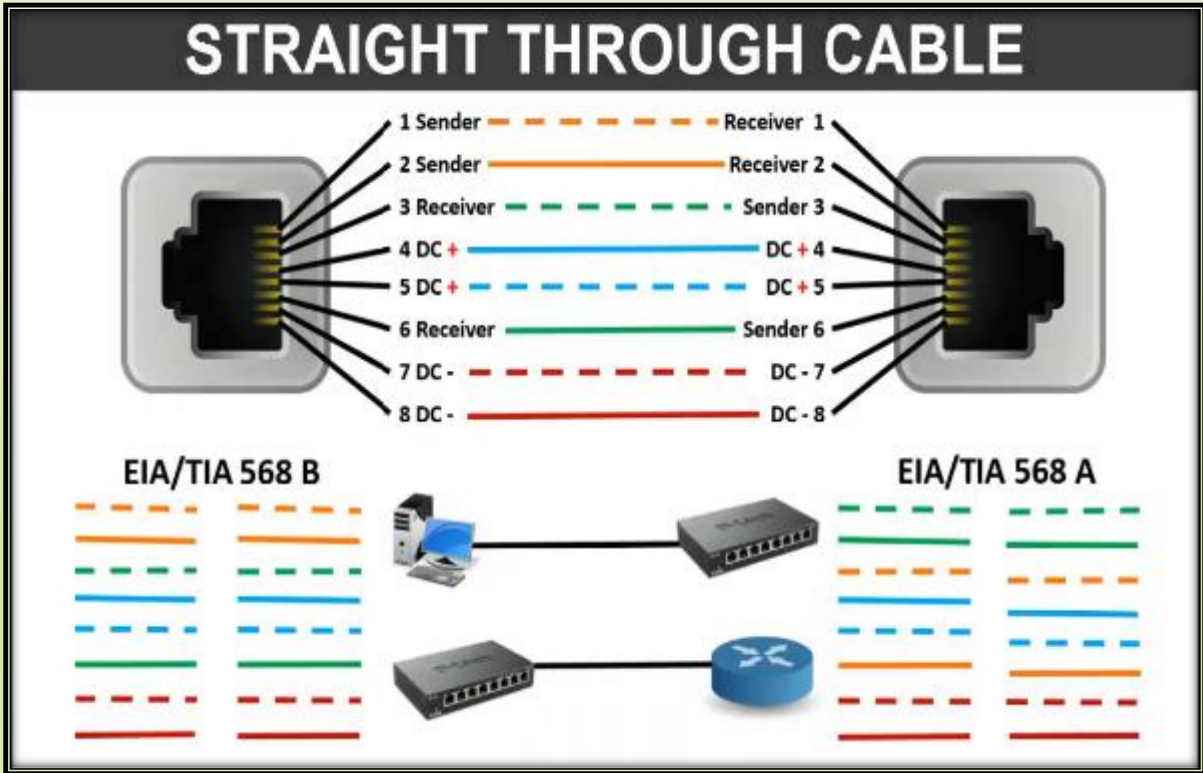 STRAIGHT THROUGH CABLE
1 Sender Receiver 1
2 Sender Receiver 2
3 Receiver Sender 3
4 DC + DC + 4
5 DC + DC + 5
6 Receiver Sender 6
7 DC - DC - 7
8 DC - DC - 8
EIA/TIA 568 B EIA/TIA 568 A